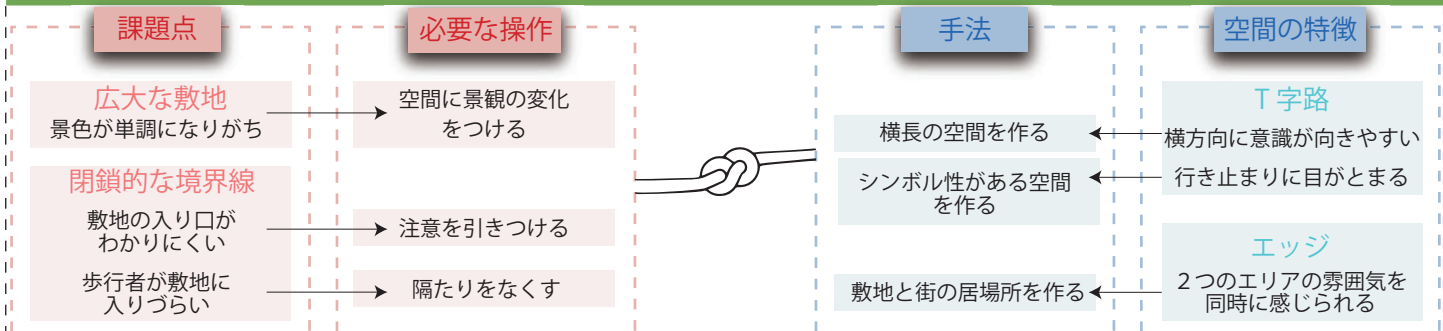 課題点
広大な敷地
景色が単調になりがち
閉鎖的な境界線
敷地の入り口が
わかりにくい
歩行者が敷地に
入りづらい
必要な操作
空間に景観の変化
をつける
注意を引きつける
隔たりをなくす
手法
横長の空間を作る
シンボル性がある空間
を作る
敷地と街の居場所を作る
空間の特徴
T字路
横方向に意識が向きやすい
行き止まりに目がとまる
エッジ
２つのエリアの雰囲気を
同時に感じられる